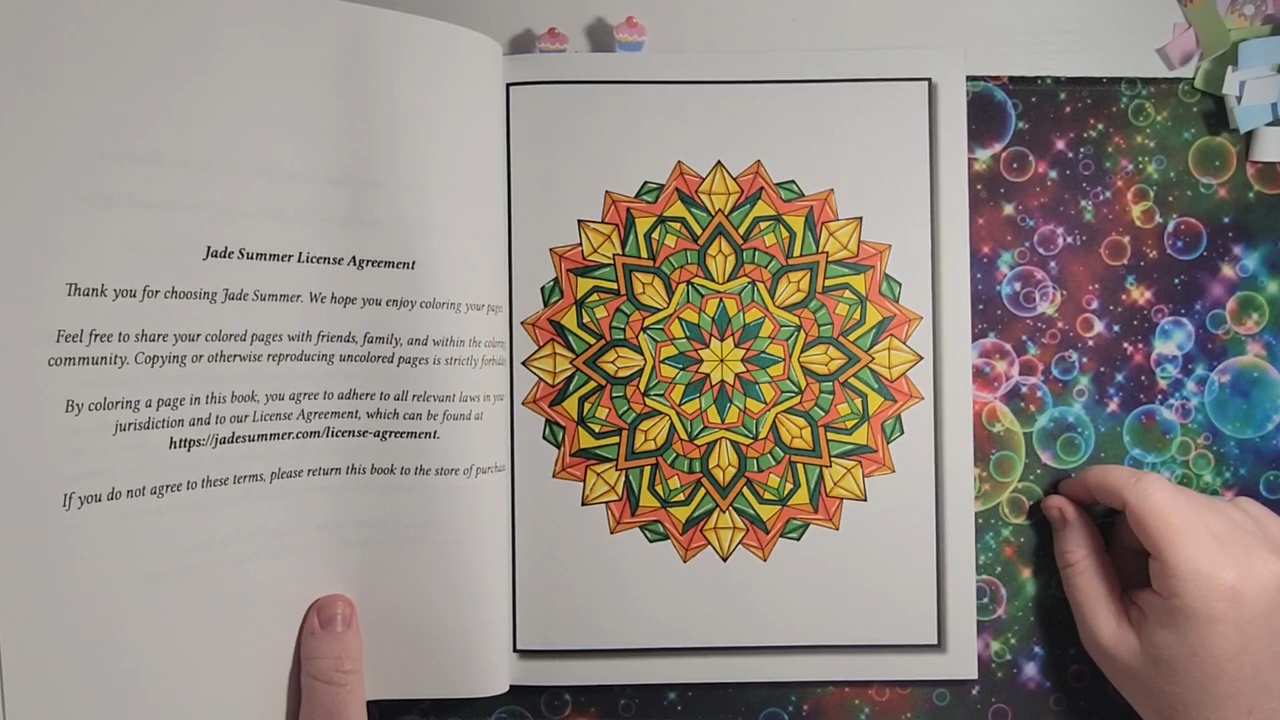 Jade Summer License Agreement
Thank you for choosing Jade Summer. We hope you enjoy coloring your page
Feel free to share your colored pages with friends, family, and within the
community. Copying or otherwise reproducing uncolored pages is strictly
By coloring a page in this book, you agree to adhere to all relevant laws in
jurisdiction and to our License Agreement, which can be found at
https://jadesummer.com/license-agreement.
If you do not agree to these terms, please return this book to the store of